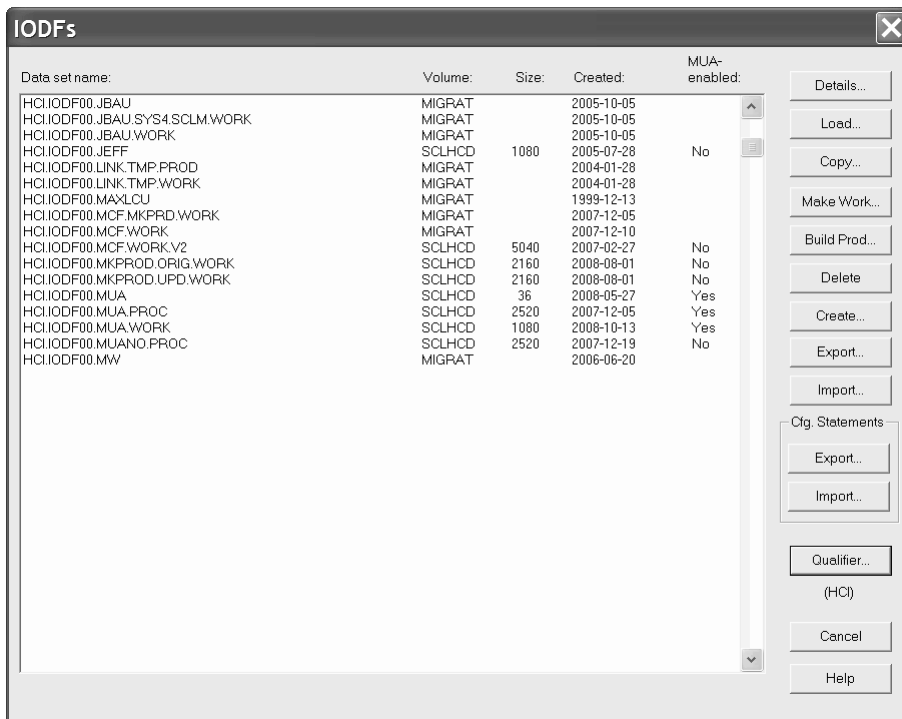 IODFs
Data set name: Volume: Size: Created: MUA-
enabled:
HCI.IODF00.JBAU MIGRAT 2005-10-05
HCI.IODF00.JBAU.SYS4.SCLM.WORK MIGRAT 2005-10-05
HCI.IODF00.JBAU.WORK MIGRAT 2005-10-05
HCI.IODF00.JEFF SCLHCD 1080 2005-07-28 No
HCI.IODF00.LINK.TMP.PROD MIGRAT 2004-01-28
HCI.IODF00.LINK.TMP.WORK MIGRAT 2004-01-28
HCI.IODF00.MAXLCU MIGRAT 1999-12-13
HCI.IODF00.MCF.MKPRD.WORK MIGRAT 2007-12-05
HCI.IODF00.MCF.WORK MIGRAT 2007-12-10
HCI.IODF00.MCF.WORK.V2 SCLHCD 5040 2007-02-27 No
HCI.IODF00.MKPROD.ORIG.WORK SCLHCD 2160 2008-08-01 No
HCI.IODF00.MKPROD.UPD.WORK SCLHCD 2160 2008-08-01 No
HCI.IODF00.MUA SCLHCD 36 2008-05-27 Yes
HCI.IODF00.MUA.PROC SCLHCD 2520 2007-12-05 Yes
HCI.IODF00.MUA.WORK SCLHCD 1080 2008-10-13 Yes
HCI.IODF00.MUANO.PROC SCLHCD 2520 2007-12-19 No
HCI.IODF00.MW MIGRAT 2006-06-20
Details...
Load...
Copy...
Make Work...
Build Prod...
Delete
Create...
Export...
Import...
Cfg. Statements
Export...
Import...
Qualifier...
(HCI)
Cancel
Help